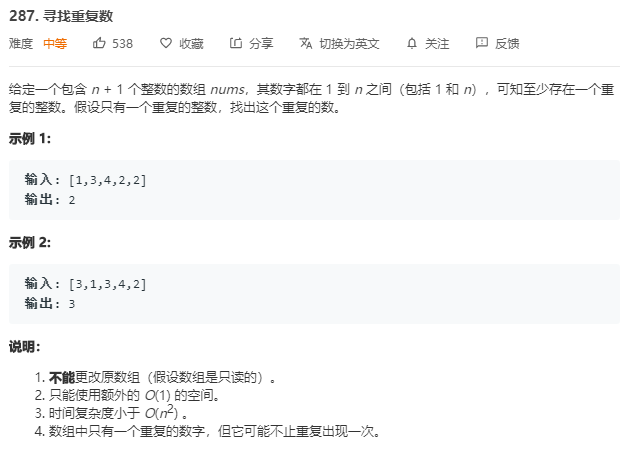 287. 寻找重复数
难度 中等 538 收藏 分享 切换为英文 关注 反馈
给定一个包含 n + 1 个整数的数组 nums，其数字都在 1 到 n 之间（包括 1 和 n），可知至少存在一个重
复的整数。假设只有一个重复的整数，找出这个重复的数。
示例 1:
输入: [1,3,4,2,2]
输出: 2
示例 2:
输入: [3,1,3,4,2]
输出: 3
说明：
1. 不能更改原数组（假设数组是只读的）。
2. 只能使用额外的 O(1) 的空间。
3. 时间复杂度小于 O(n²) 。
4. 数组中只有一个重复的数字，但它可能不止重复出现一次。